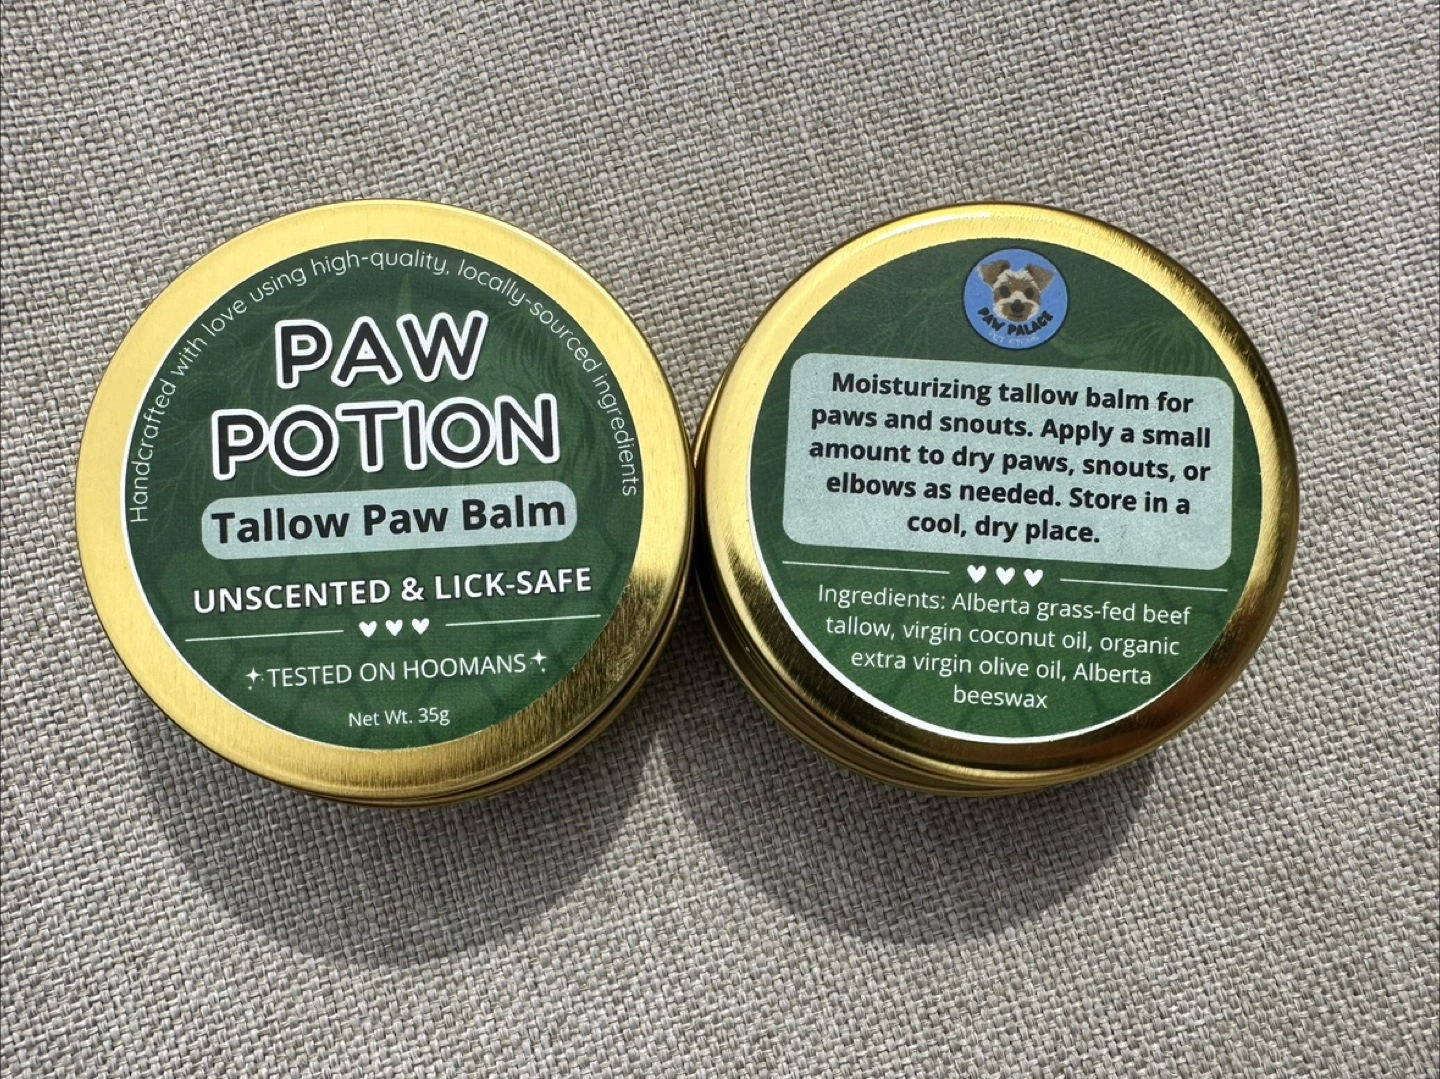 Handcrafted with love using high-quality, locally-sourced ingredients
PAW
POTION
Tallow Paw Balm
UNSCENTED & LICK-SAFE
TESTED ON HOOMANS
Net Wt. 35g
PAW PALACE
PET STORE
Moisturizing tallow balm for
paws and snouts. Apply a small
amount to dry paws, snouts, or
elbows as needed. Store in a
cool, dry place.
Ingredients: Alberta grass-fed beef
tallow, virgin coconut oil, organic
extra virgin olive oil, Alberta
beeswax